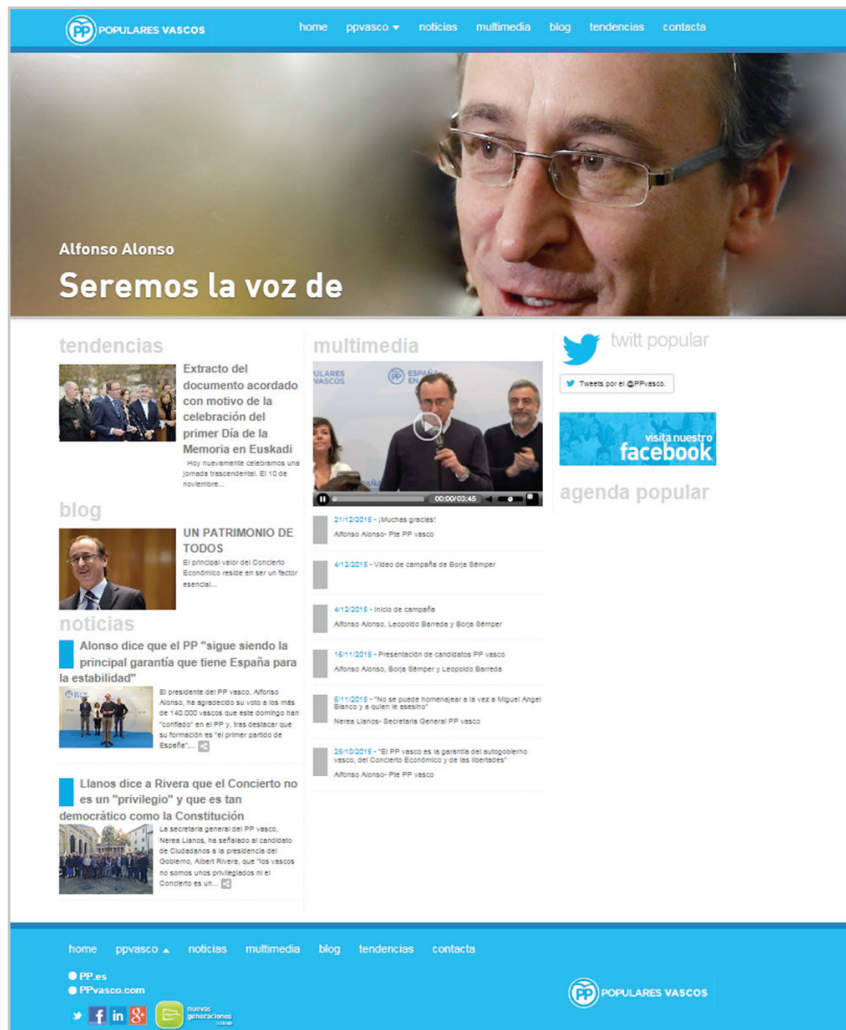 PP POPULARES VASCOS
home ppvasco noticias multimedia blog tendencias contacta
Alfonso Alonso
Seremos la voz de
tendencias
Extracto del
documento acordado
con motivo de la
celebración del
primer Día de la
Memoria en Euskadi
Hoy nuevamente celebramos una
jornada trascendental. El 10 de
noviembre...
blog
UN PATRIMONIO DE
TODOS
El principal valor del Concierto
Económico reside en ser un factor
esencial...
noticias
Alonso dice que el PP "sigue siendo la
principal garantía que tiene España para
la estabilidad"
El presidente del PP vasco, Alfonso
Alonso, ha agradecido su voto a los más
de 140.000 vascos que este domingo han
"confiado" en el PP y, tras destacar que
su formación es "el primer partido de
España",...
Llanos dice a Rivera que el Concierto no
es un "privilegio" y que es tan
democrático como la Constitución
La secretaria general del PP vasco,
Nerea Llanos, ha señalado al candidato
de Ciudadanos a la presidencia del
Gobierno, Albert Rivera, que "los vascos
no somos unos privilegiados ni el
Concierto es un...
multimedia
ULARES
VASCOS
PP
ESPAÑA
EN
00:00/03:45
21/12/2015 - ¡Muchas gracias!
Alfonso Alonso- Pte PP vasco
4/12/2015 - Video de campaña de Borja Sémper
4/12/2015 - Inicio de campaña
Alfonso Alonso, Leopoldo Barreda y Borja Sémper
15/11/2015 - Presentación de candidatos PP vasco
Alfonso Alonso, Borja Sémper y Leopoldo Barreda
6/11/2015 - "No se puede homenajear a la vez a Miguel Angel
Blanco y a quien le asesino"
Nerea Llanos- Secretaria General PP vasco
25/10/2015 - "El PP vasco es la garantía del autogobierno
vasco, del Concierto Económico y de las libertades"
Alfonso Alonso- Pte PP vasco
twitt popular
Tweets por el @PPvasco.
visita nuestro
facebook
agenda popular
home ppvasco noticias multimedia blog tendencias contacta
PP.es
PPvasco.com
f in g+
nuevas
generaciones
PP POPULARES VASCOS